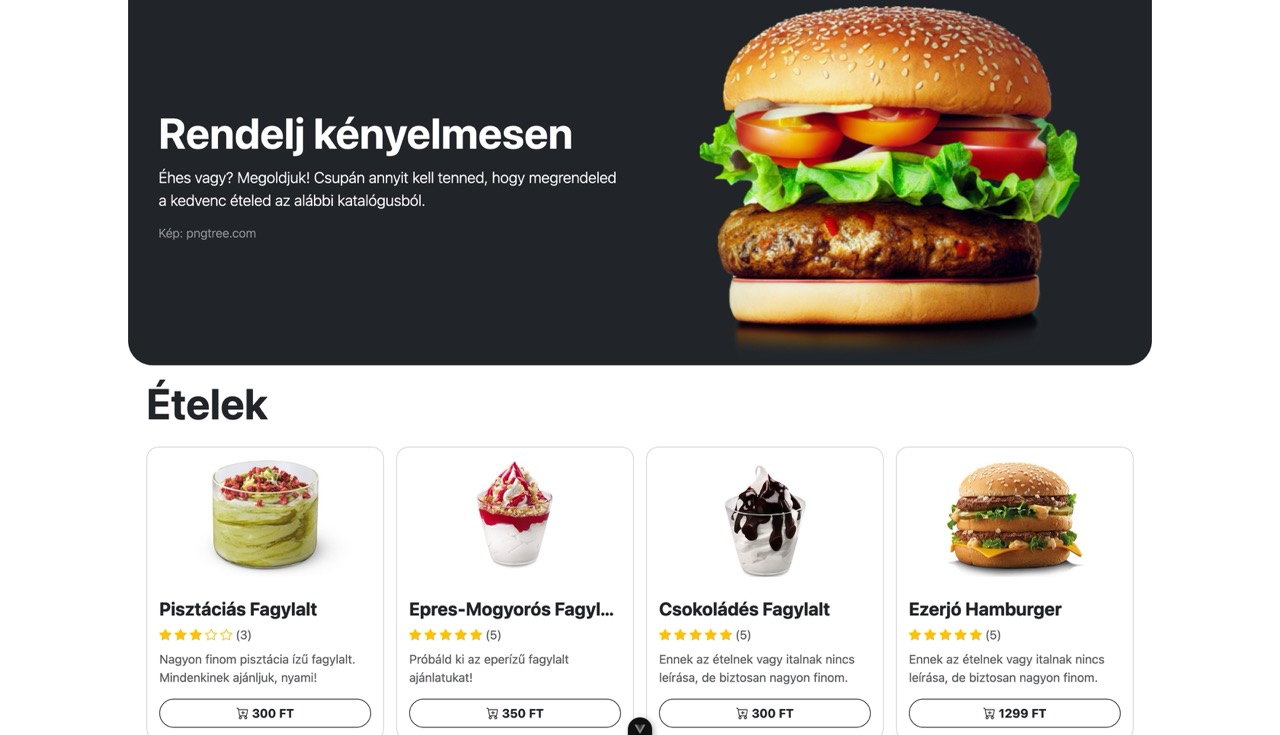 Rendelj kényelmesen
Éhes vagy? Megoldjuk! Csupán annyit kell tenned, hogy megrendeled
a kedvenc ételed az alábbi katalógusból.
Kép: pngtree.com
Ételek
Pisztáciás Fagylalt
(3)
Nagyon finom pisztácia ízű fagylalt.
Mindenkinek ajánljuk, nyami!
300 FT
Epres-Mogyorós Fagyl...
(5)
Próbáld ki az eperízű fagylalt
ajánlatukat!
350 FT
Csokoládés Fagylalt
(5)
Ennek az ételnek vagy italnak nincs
leírása, de biztosan nagyon finom.
300 FT
Ezerjó Hamburger
(5)
Ennek az ételnek vagy italnak nincs
leírása, de biztosan nagyon finom.
1299 FT